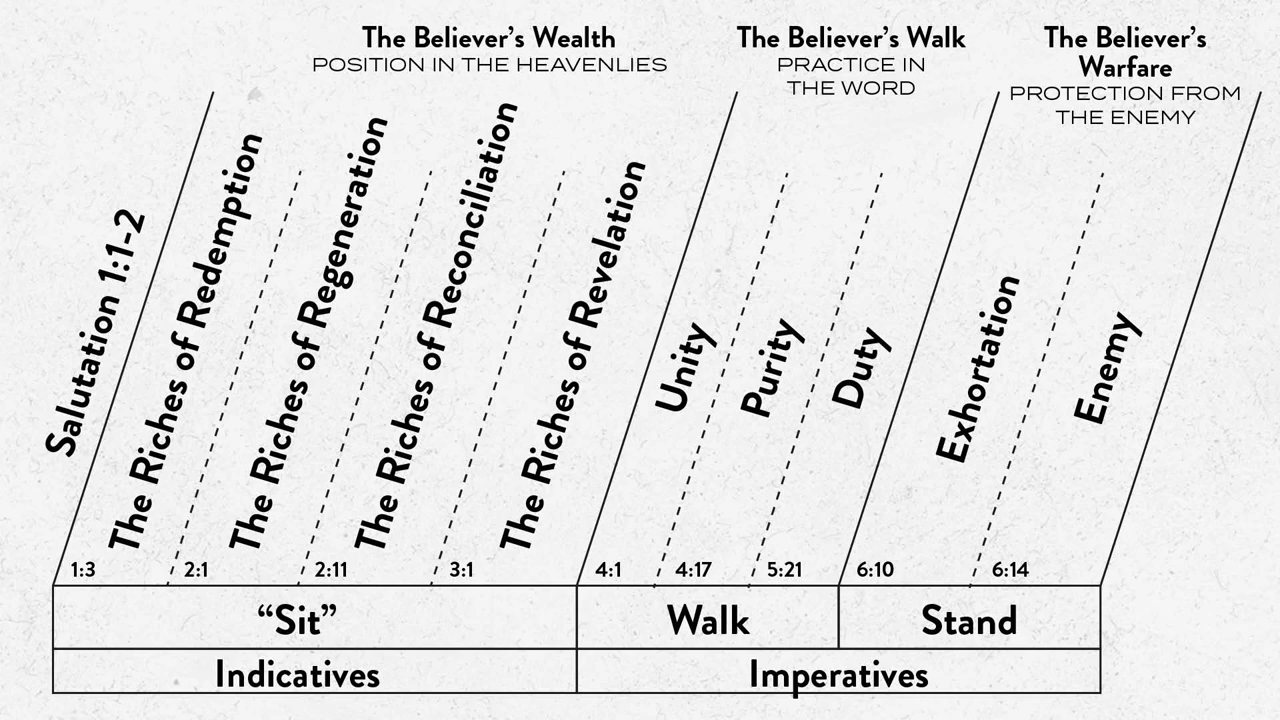 The Believer’s Wealth
POSITION IN THE HEAVENLIES
The Believer’s Walk
PRACTICE IN
THE WORD
The Believer’s
Warfare
PROTECTION FROM
THE ENEMY
Salutation 1:1-2
The Riches of Redemption
The Riches of Regeneration
The Riches of Reconciliation
The Riches of Revelation
Unity
Purity
Duty
Exhortation
Enemy
1:3
2:1
2:11
3:1
4:1
4:17
5:21
6:10
6:14
“Sit”
Walk
Stand
Indicatives
Imperatives